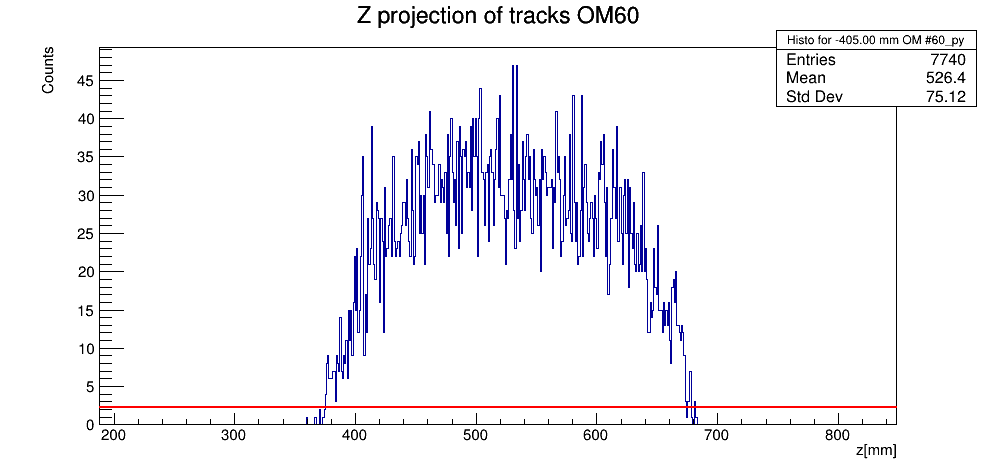 Z projection of tracks OM60
Histo for -405.00 mm OM #60_py
Entries 7740
Mean 526.4
Std Dev 75.12
Counts
45
40
35
30
25
20
15
10
5
0
200 300 400 500 600 700 800
z[mm]